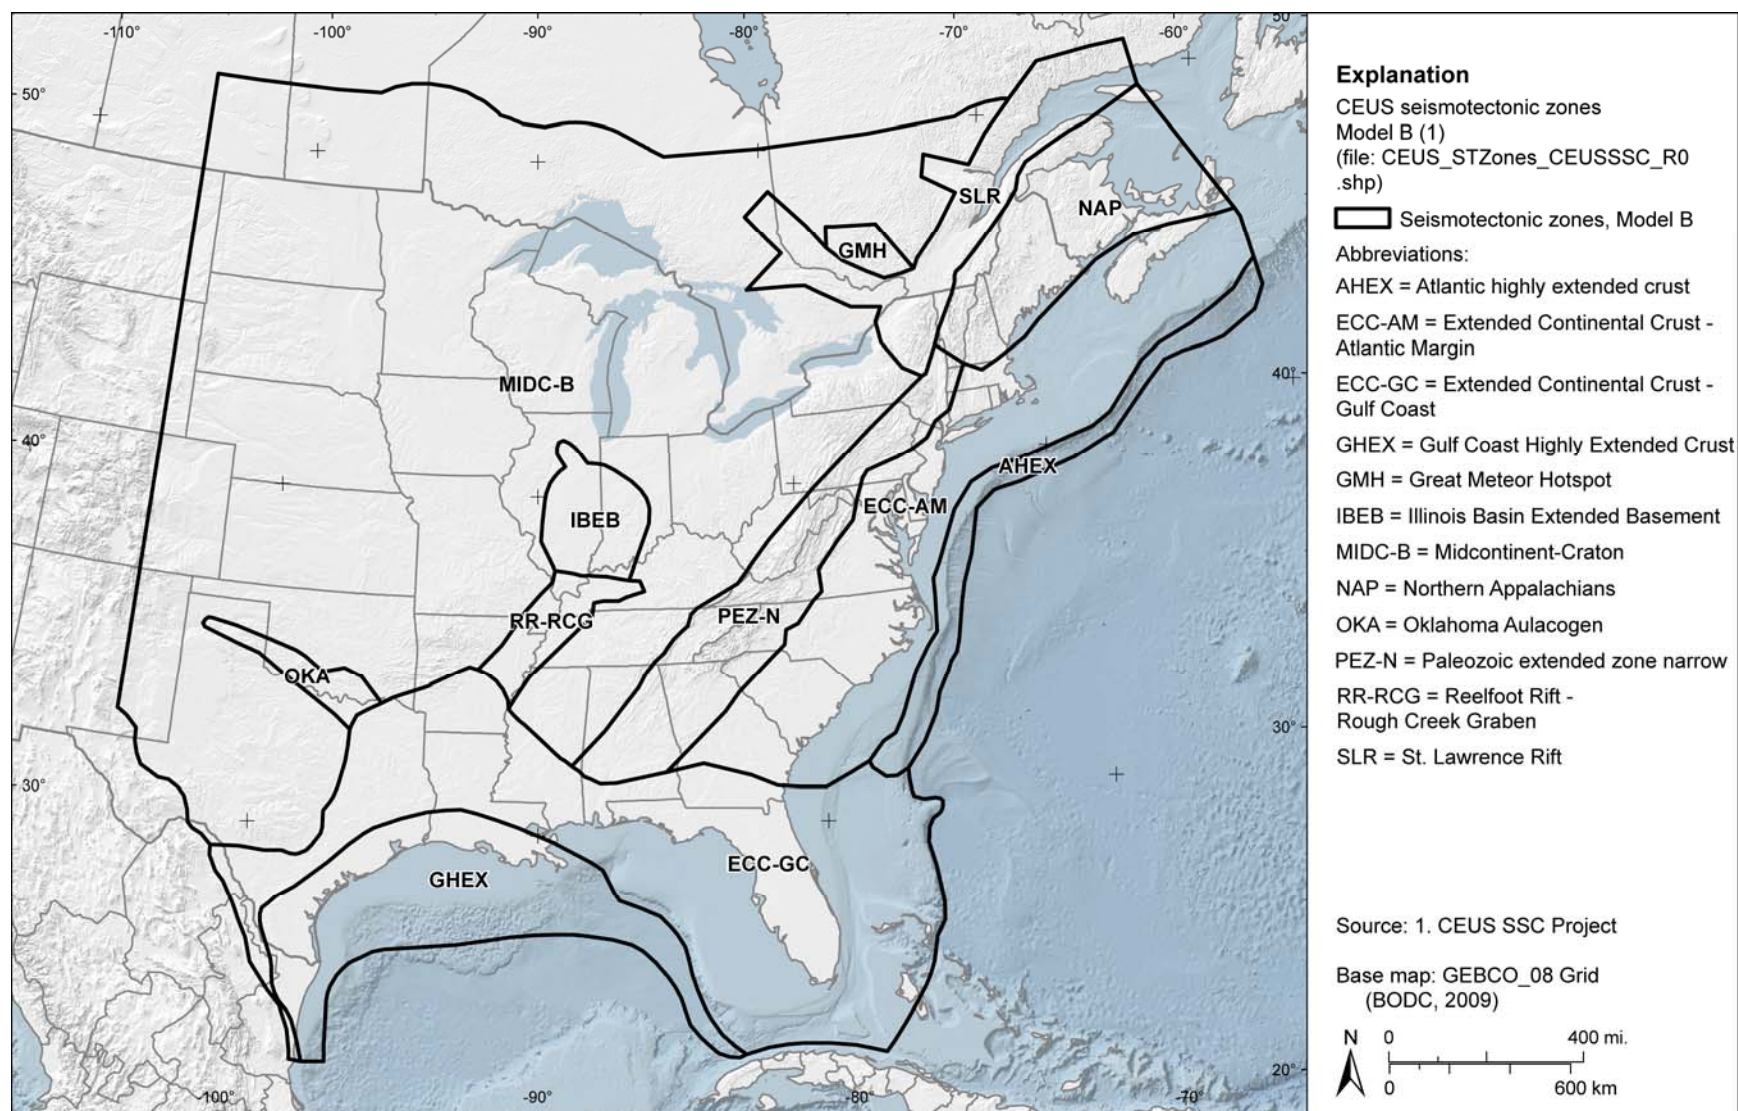 -110°
-100°
-90°
-80°
-70°
-60°
50°
50°
40°
40°
30°
30°
20°
-100°
-90°
-80°
-70°
SLR
NAP
GMH
MIDC-B
AHEX
ECC-AM
IBEB
RR-RCG
PEZ-N
OKA
ECC-GC
GHEX
Explanation
CEUS seismotectonic zones
Model B (1)
(file: CEUS_STZones_CEUSSSC_R0
.shp)
Seismotectonic zones, Model B
Abbreviations:
AHEX = Atlantic highly extended crust
ECC-AM = Extended Continental Crust -
Atlantic Margin
ECC-GC = Extended Continental Crust -
Gulf Coast
GHEX = Gulf Coast Highly Extended Crust
GMH = Great Meteor Hotspot
IBEB = Illinois Basin Extended Basement
MIDC-B = Midcontinent-Craton
NAP = Northern Appalachians
OKA = Oklahoma Aulacogen
PEZ-N = Paleozoic extended zone narrow
RR-RCG = Reelfoot Rift -
Rough Creek Graben
SLR = St. Lawrence Rift
Source: 1. CEUS SSC Project
Base map: GEBCO_08 Grid
(BODC, 2009)
N
0 400 mi.
0 600 km